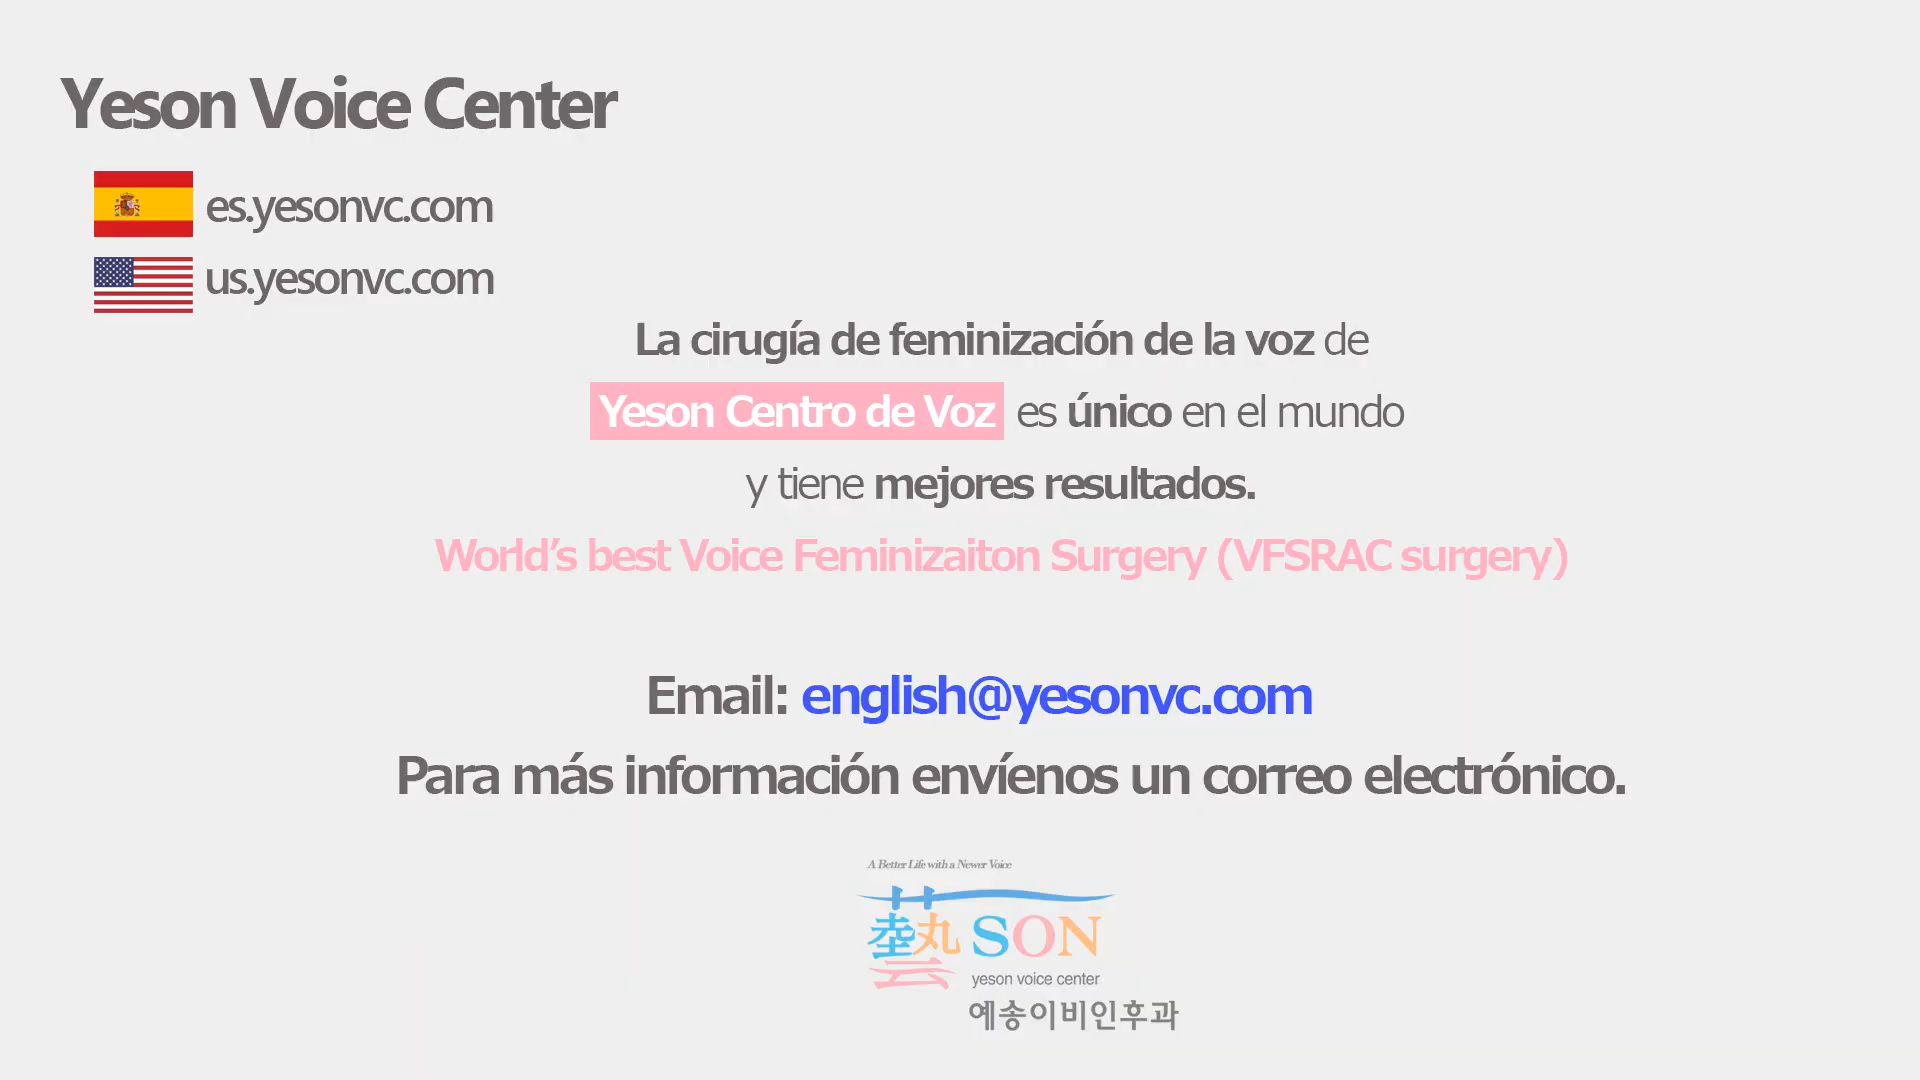 Yeson Voice Center
es.yesonvc.com
us.yesonvc.com
La cirugía de feminización de la voz de
Yeson Centro de Voz es único en el mundo
y tiene mejores resultados.
World’s best Voice Feminizaiton Surgery (VFSRAC surgery)
Email: english@yesonvc.com
Para más información envíenos un correo electrónico.
A Better Life with a Newer Voice
藝 SON
yeson voice center
예송이비인후과